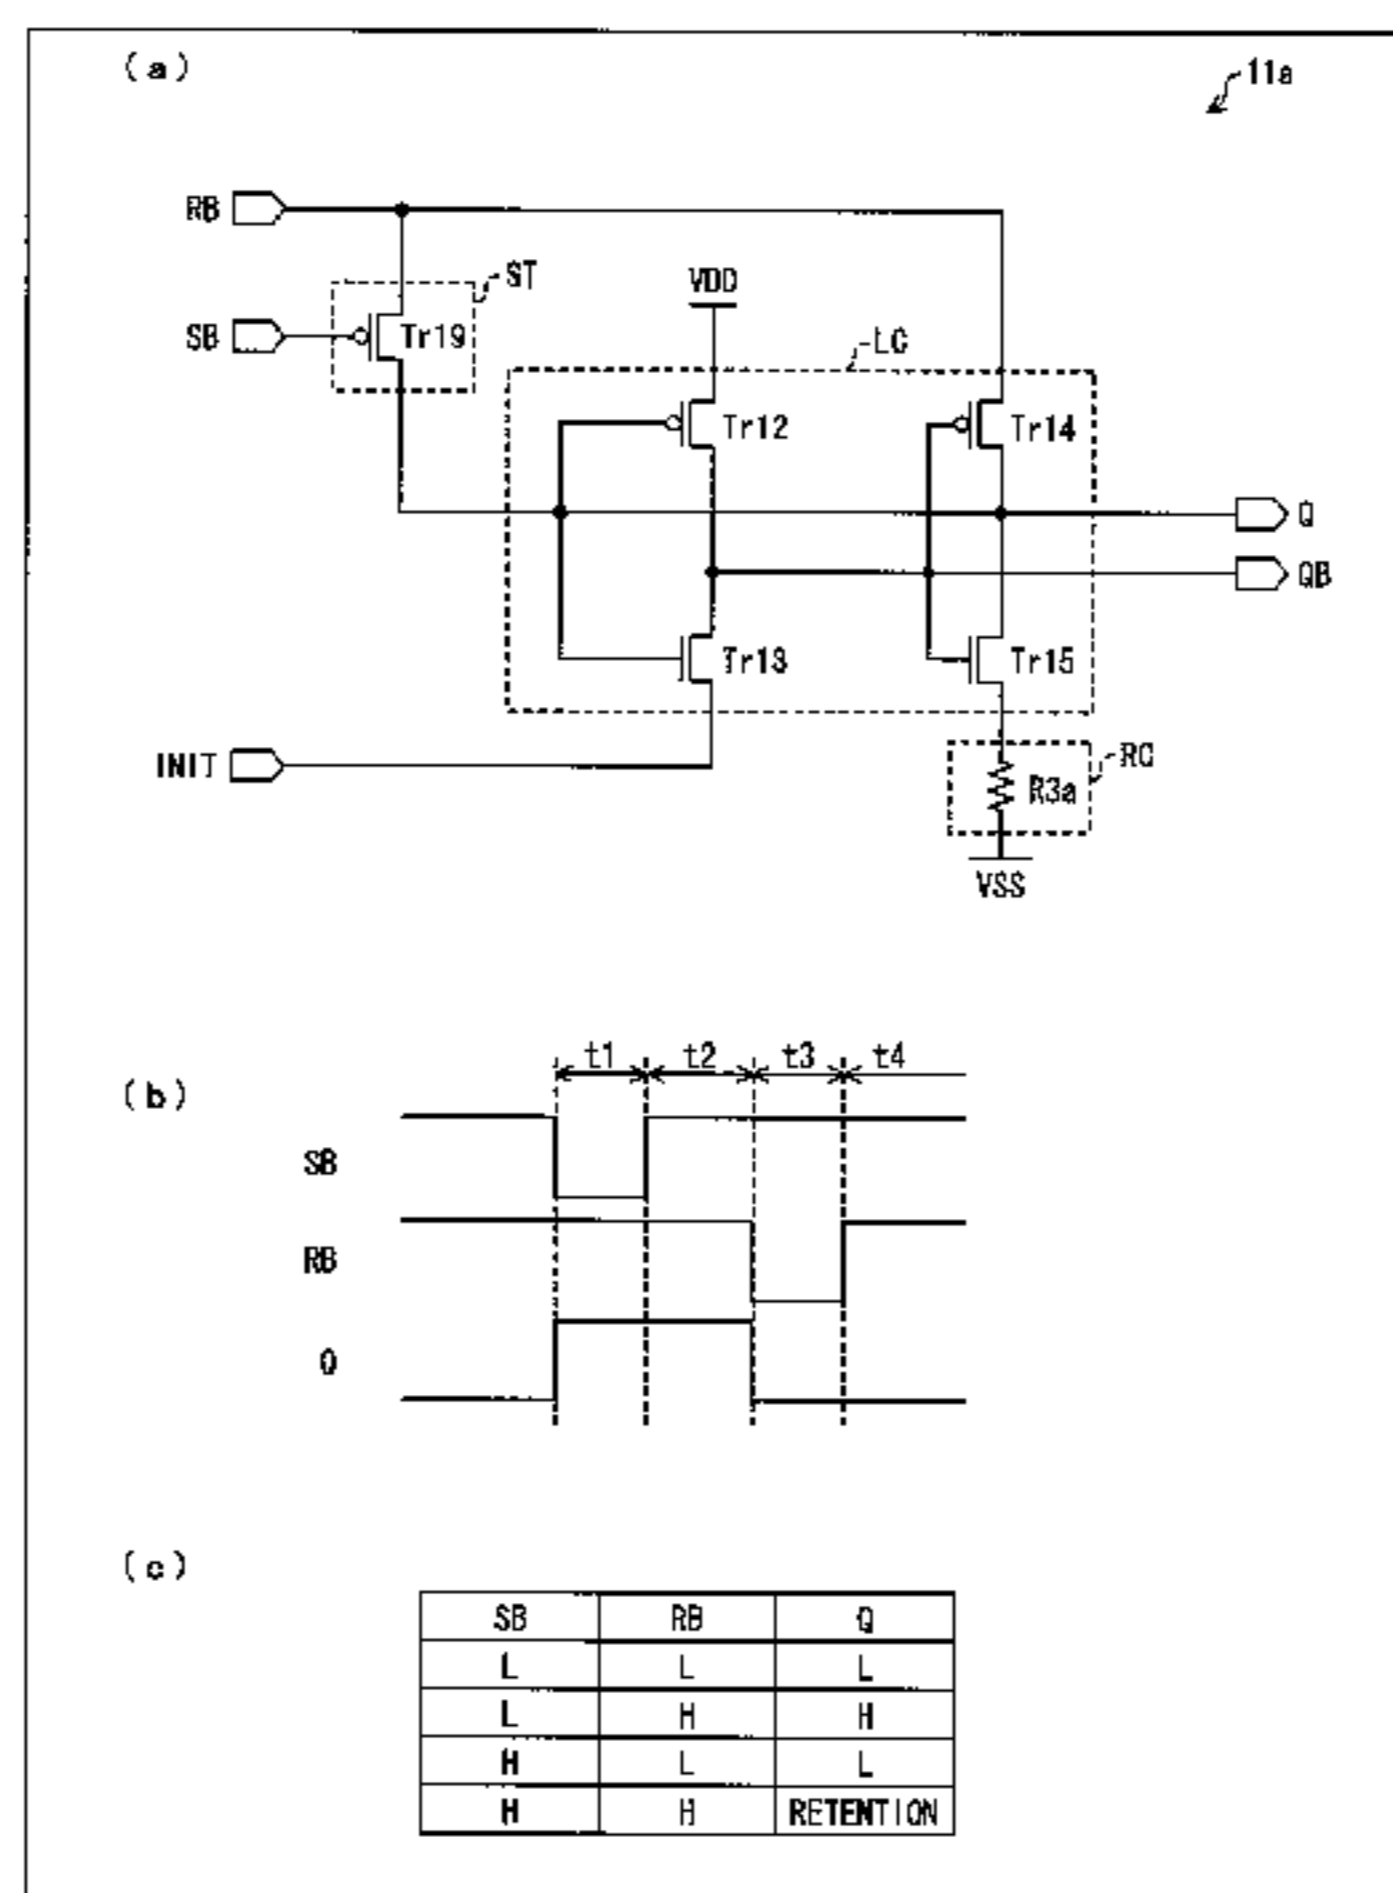 (a)
11a
RB
ST
VDD
SB
Tr19
LC
Tr12
Tr14
Q
QB
Tr13
Tr15
INIT
RC
R3a
VSS
t1 t2 t3 t4
(b)
SB
RB
Q
(c)
SB RB Q
L L L
L H H
H L L
H H RETENTION